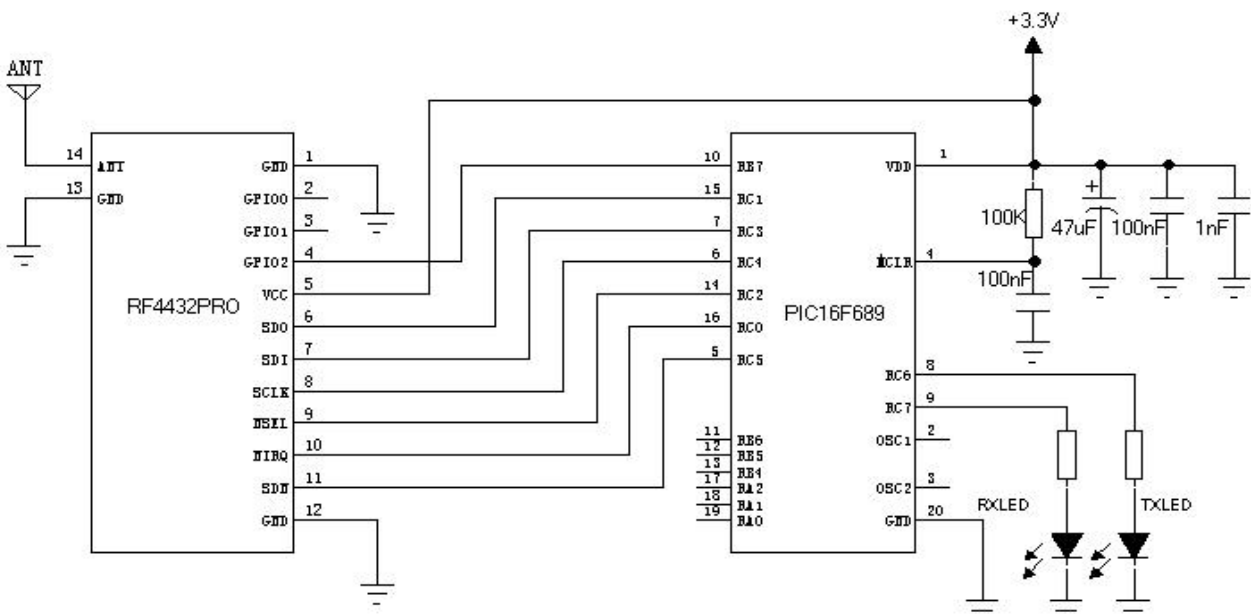 +3.3V
ANT
14 ANT
13 GND
GND 1
GPIO0 2
GPIO1 3
GPIO2 4
VCC 5
SDO 6
SDI 7
SCLK 8
NSEL 9
NIRQ 10
SDN 11
GND 12
RF4432PRO
10 RB7
15 RC1
7 RC3
6 RC4
14 RC2
16 RC0
5 RC5
11 RB6
12 RB5
13 RB4
17 RA2
18 RA1
19 RA0
PIC16F689
VDD 1
MCLR 4
RC6 8
RC7 9
OSC1 2
OSC2 3
GND 20
100K
+
47uF
100nF
1nF
100nF
RXLED
TXLED